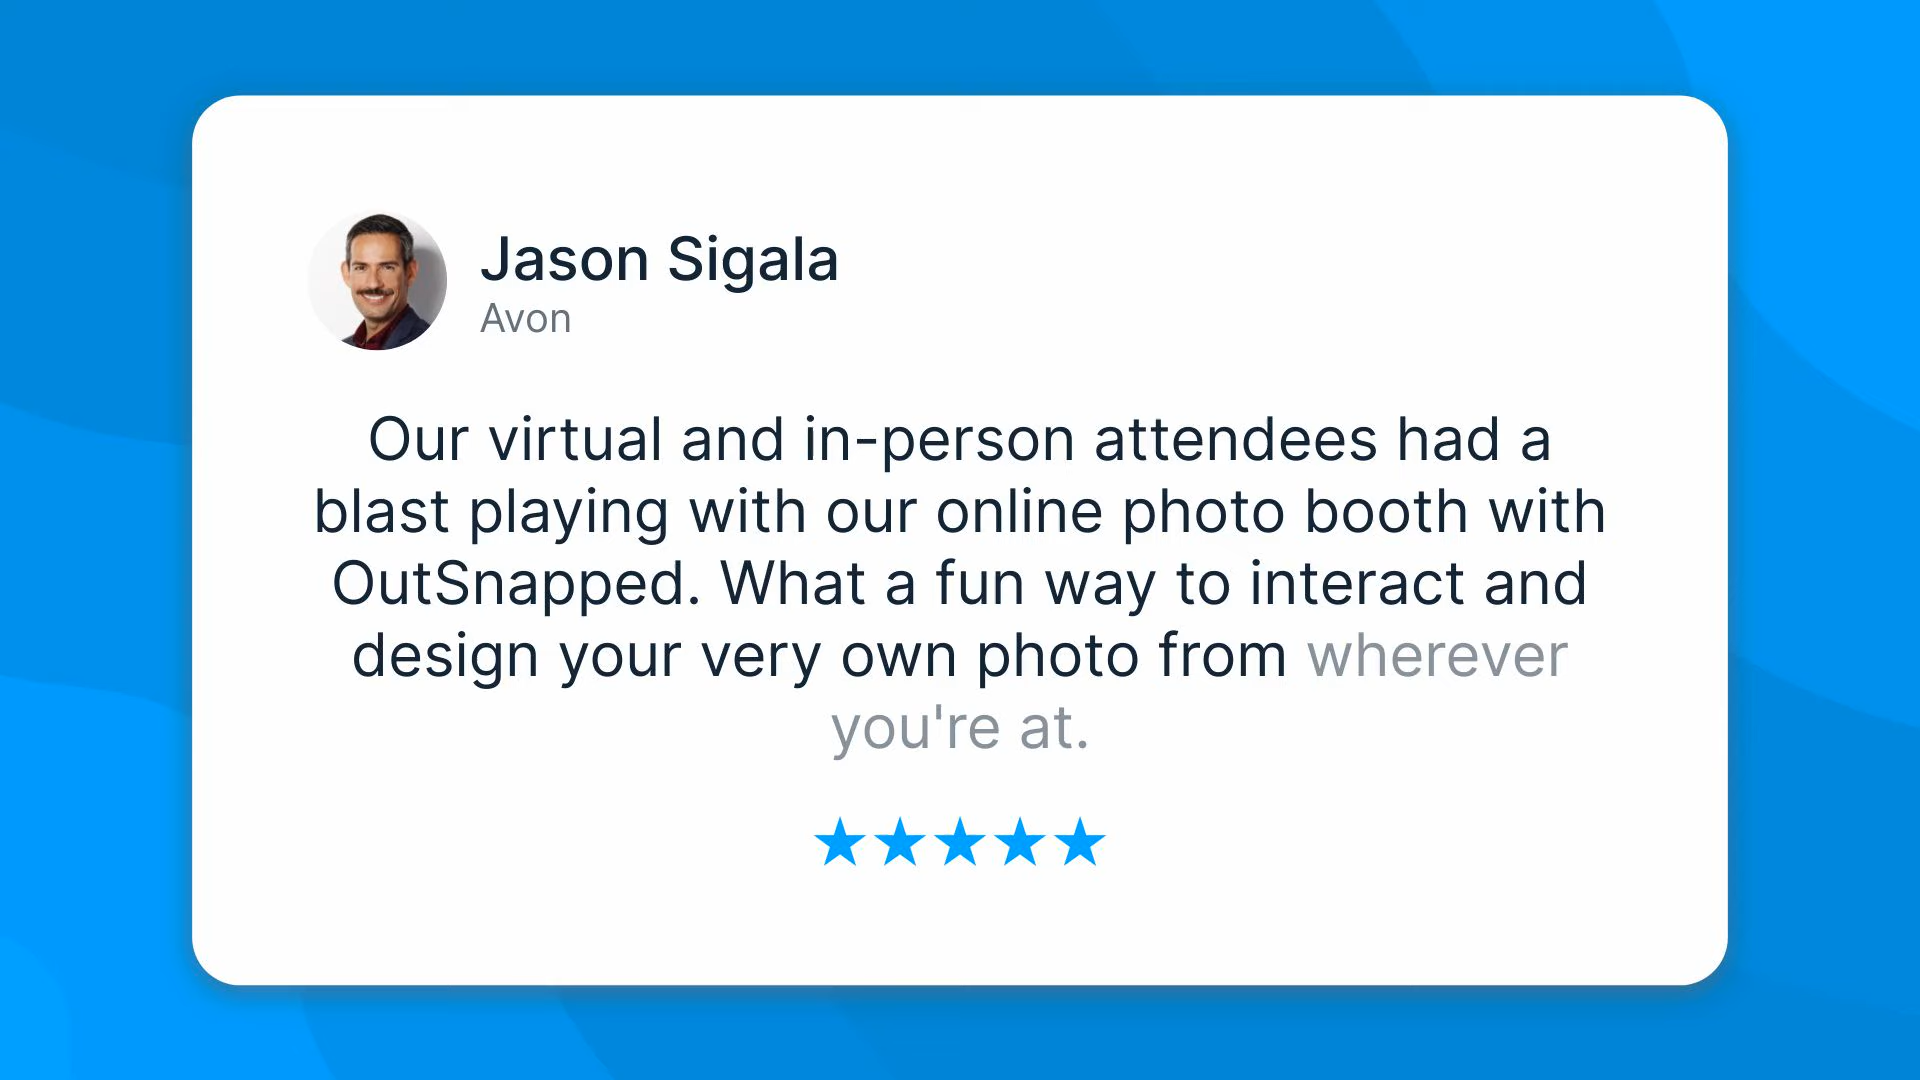 Jason Sigala
Avon
Our virtual and in-person attendees had a
blast playing with our online photo booth with
OutSnapped. What a fun way to interact and
design your very own photo from wherever
you're at.